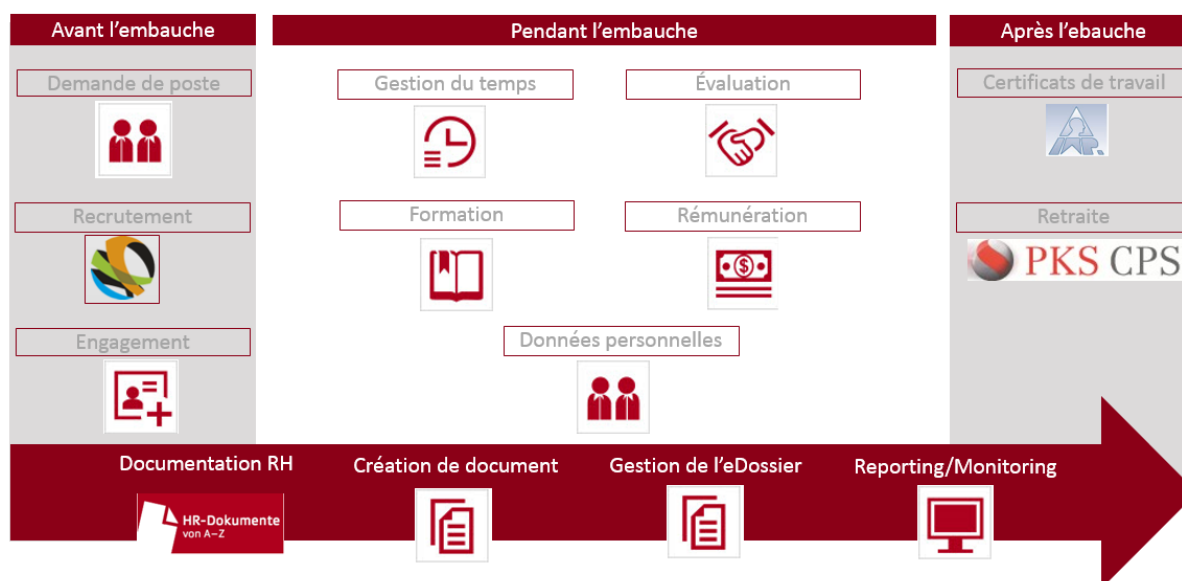 Avant l'embauche
Pendant l'embauche
Après l'ebauche
Demande de poste
Gestion du temps
Évaluation
Certificats de travail
Recrutement
Formation
Rémunération
Retraite
PKS CPS
Engagement
Données personnelles
Documentation RH
Création de document
Gestion de l'eDossier
Reporting/Monitoring
HR-Dokumente
von A–Z